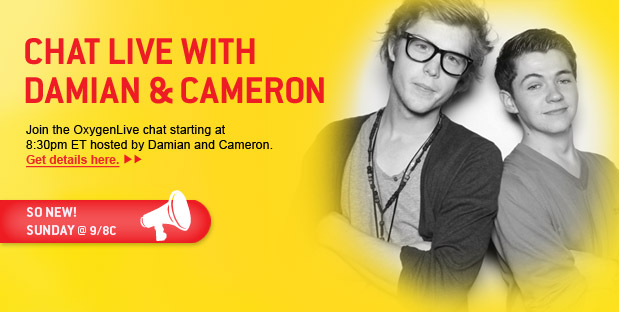 CHAT LIVE WITH
DAMIAN & CAMERON
Join the OxygenLive chat starting at
8:30pm ET hosted by Damian and Cameron.
Get details here.
SO NEW!
SUNDAY @ 9/8C